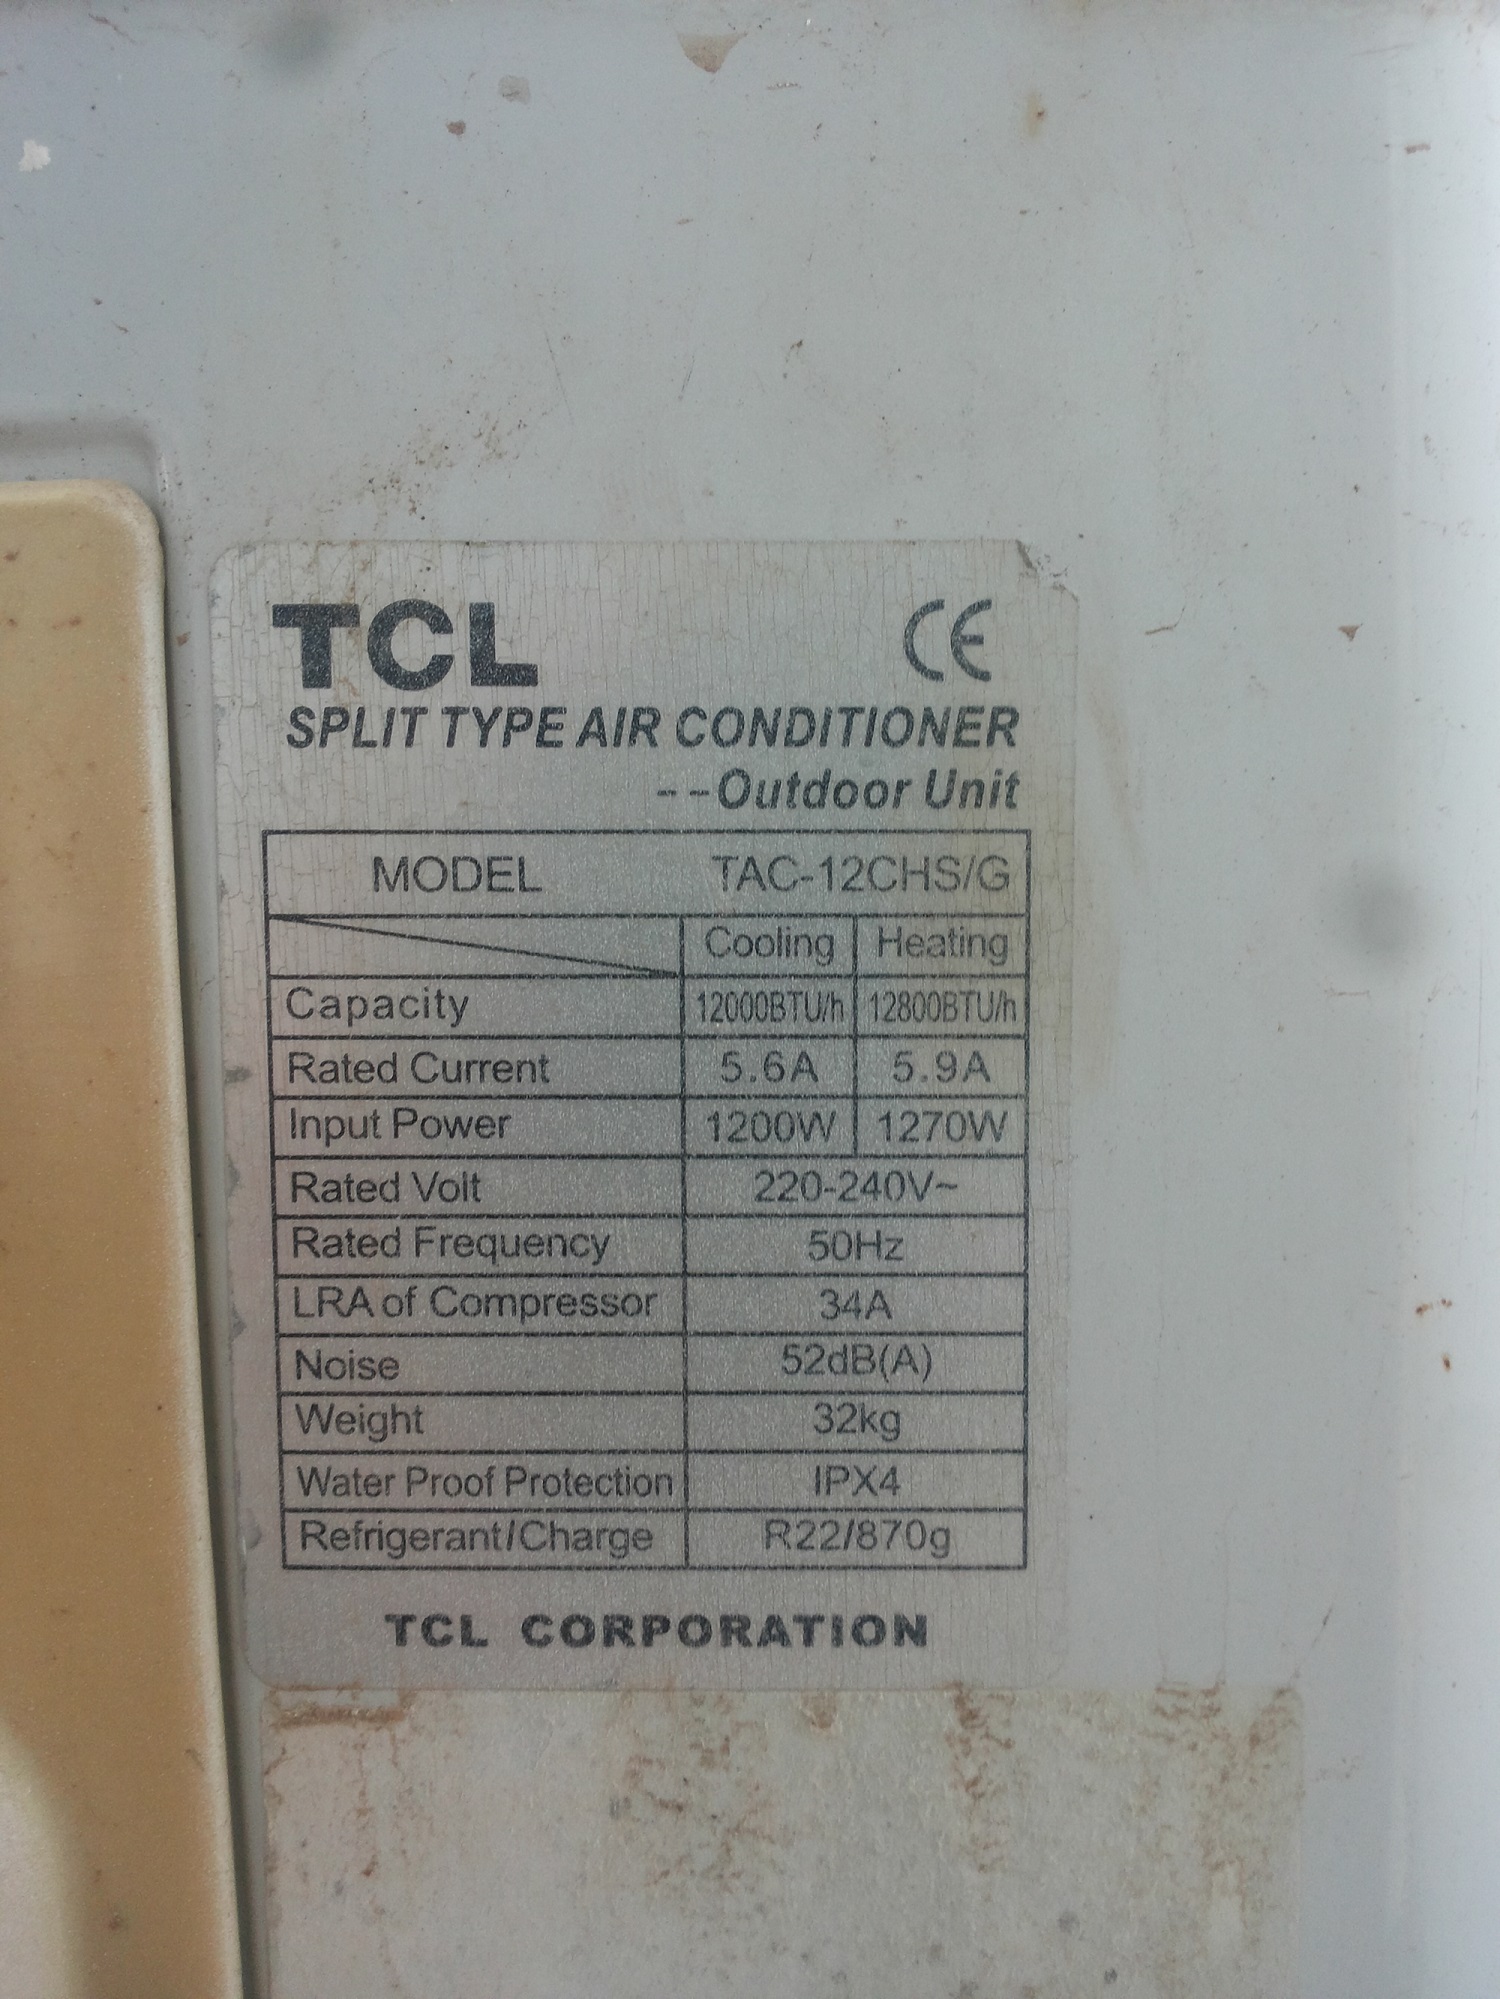 TCL CE
SPLIT TYPE AIR CONDITIONER
--Outdoor Unit
MODEL TAC-12CHS/G
Cooling Heating
Capacity 12000BTU/h 12800BTU/h
Rated Current 5.6A 5.9A
Input Power 1200W 1270W
Rated Volt 220-240V~
Rated Frequency 50Hz
LRA of Compressor 34A
Noise 52dB(A)
Weight 32kg
Water Proof Protection IPX4
Refrigerant/Charge R22/870g
TCL CORPORATION